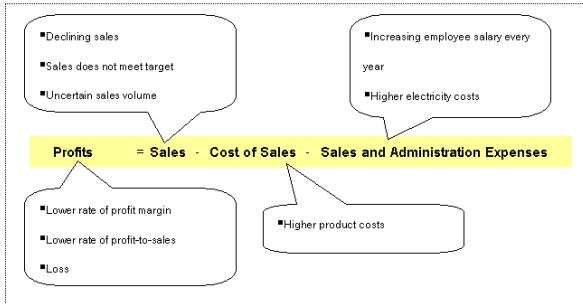 ▪Declining sales
▪Sales does not meet target
▪Uncertain sales volume
▪Increasing employee salary every
year
▪Higher electricity costs
Profits = Sales - Cost of Sales - Sales and Administration Expenses
▪Lower rate of profit margin
▪Lower rate of profit-to-sales
▪Loss
▪Higher product costs